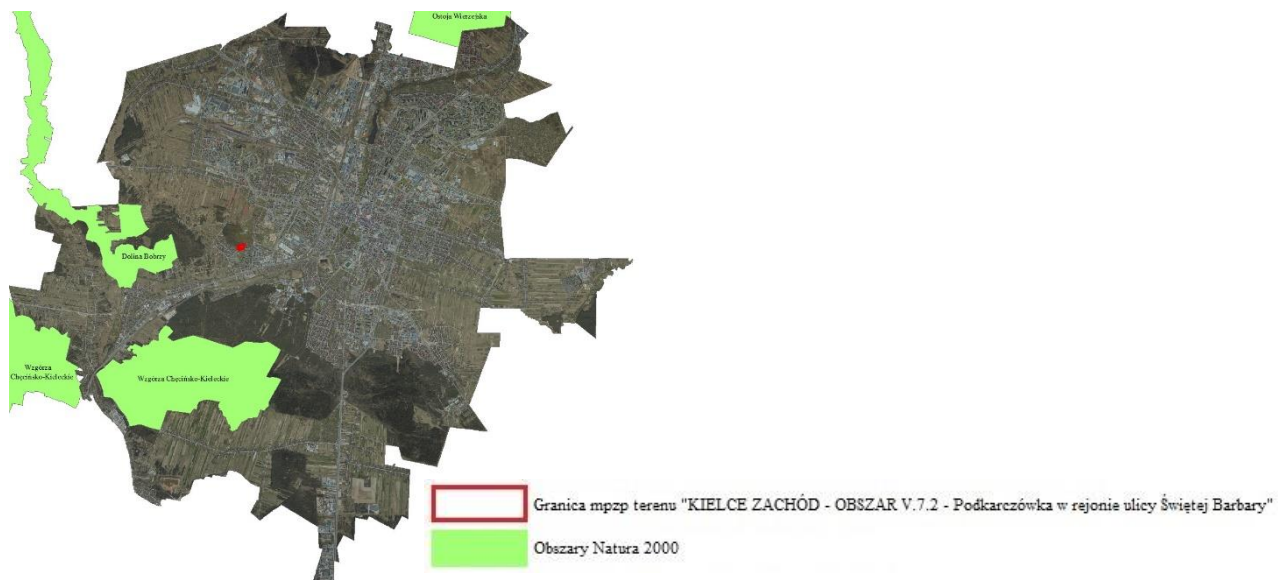 Ostoja Wierzejska
Dolina Bobrzy
Wzgórza
Chęcińsko-Kieleckie
Wzgórza Chęcińsko-Kieleckie
Granica mpzp terenu "KIELCE ZACHÓD - OBSZAR V.7.2 - Podkarczówka w rejonie ulicy Świętej Barbary"
Obszary Natura 2000